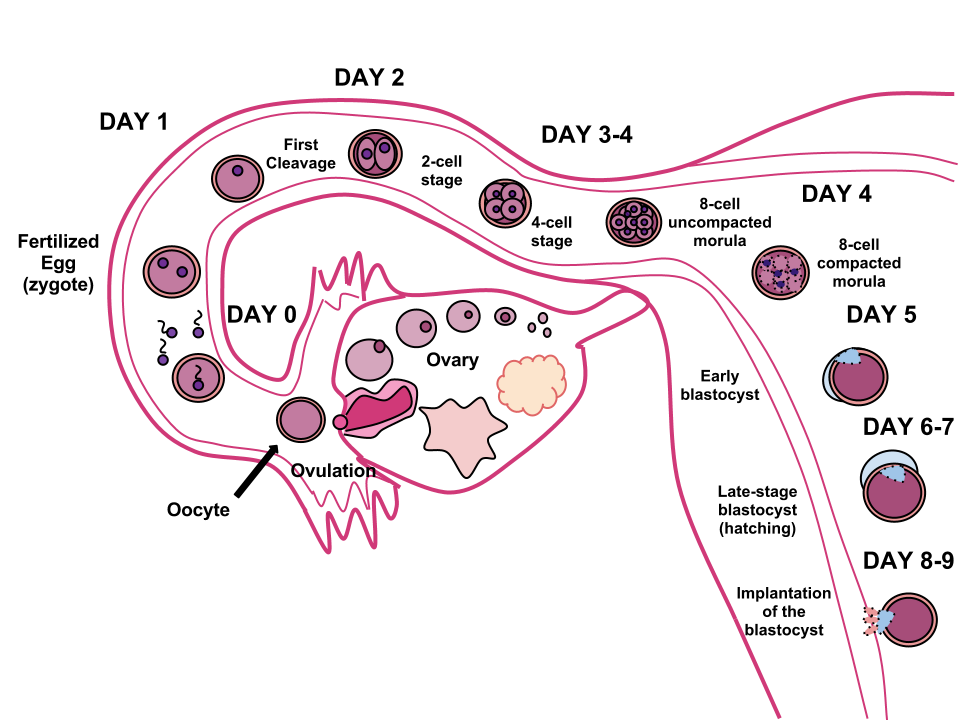 DAY 2
DAY 1
DAY 3-4
First
Cleavage
2-cell
stage
4-cell
stage
8-cell
uncompacted
morula
DAY 4
8-cell
compacted
morula
Fertilized
Egg
(zygote)
DAY 0
DAY 5
Ovary
Early
blastocyst
DAY 6-7
Ovulation
Oocyte
Late-stage
blastocyst
(hatching)
DAY 8-9
Implantation
of the
blastocyst